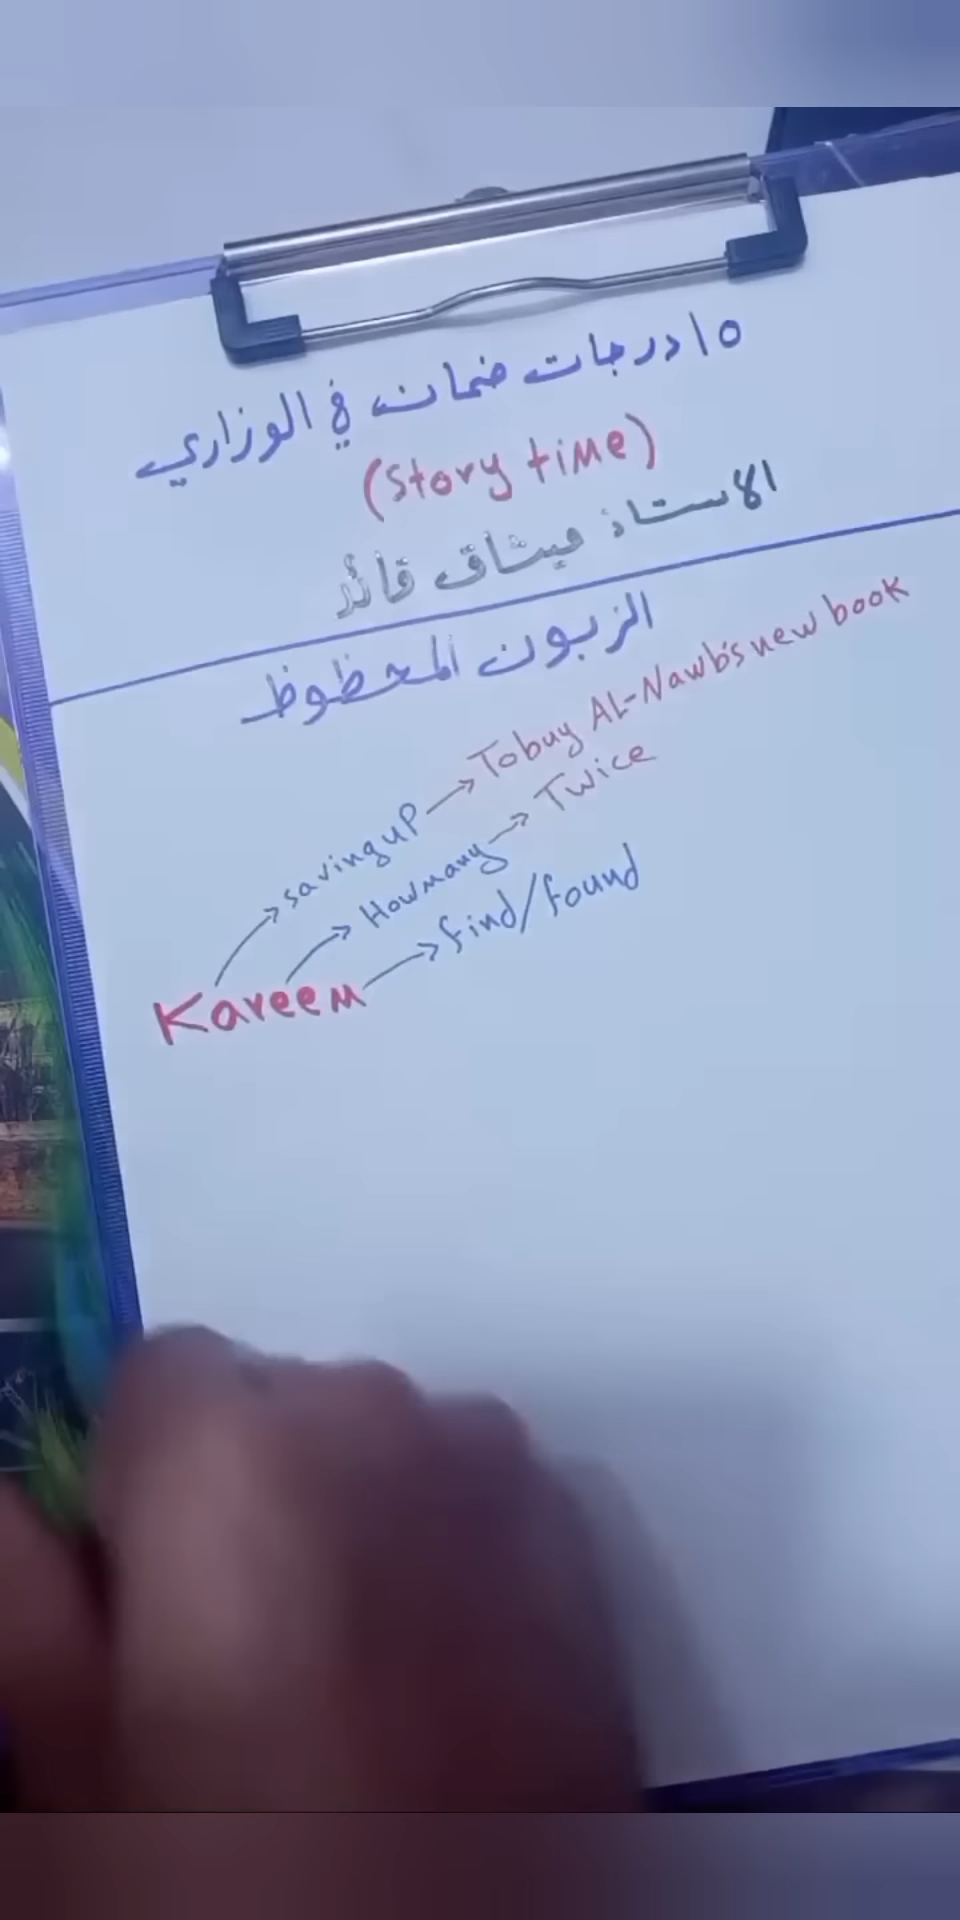 ١٥ درجات ضمان في الوزاري
(Story time)
الاستاذ ميثاق قائد
الزبون المحظوظ
saving up → To buy AL-Nawb's new book
How many → Twice
find/found
Kareem